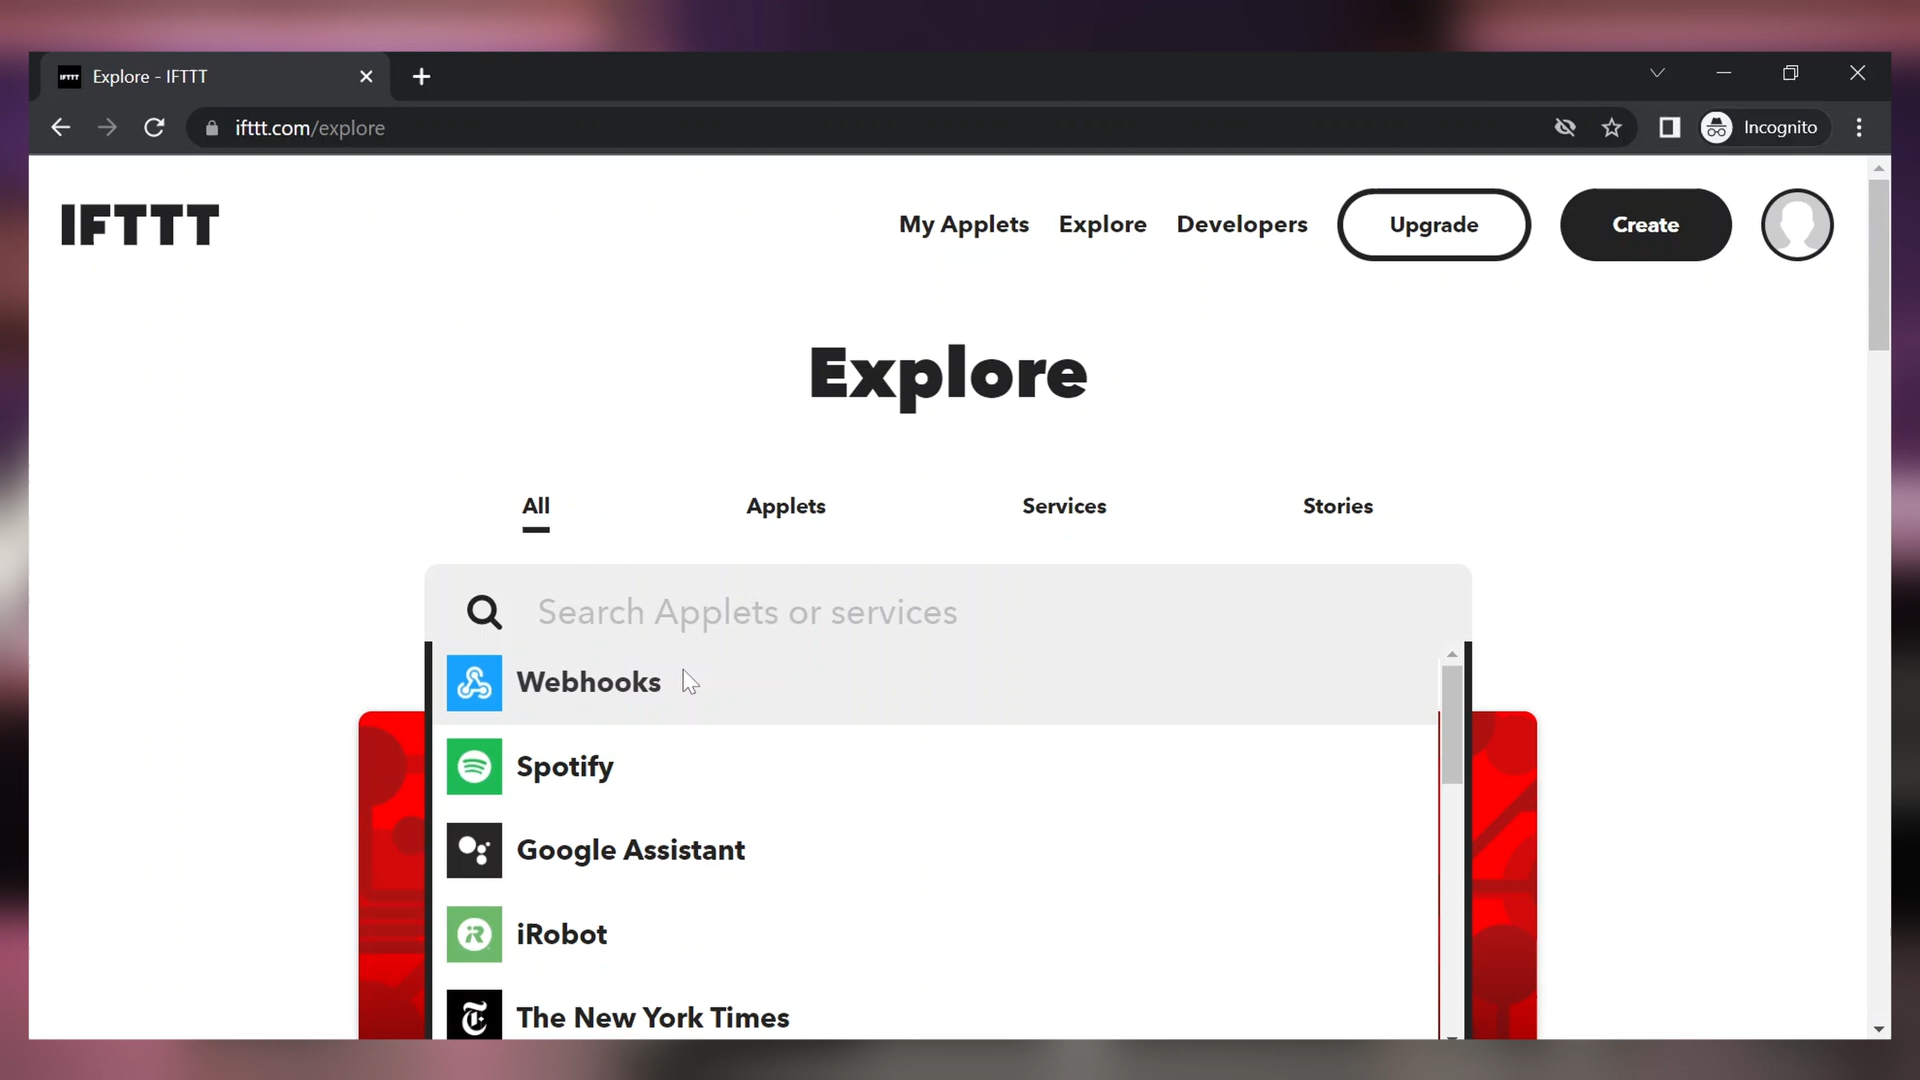 Explore - IFTTT
ifttt.com/explore
Incognito
IFTTT
My Applets Explore Developers Upgrade Create
Explore
All Applets Services Stories
Search Applets or services
Webhooks
Spotify
Google Assistant
iRobot
The New York Times